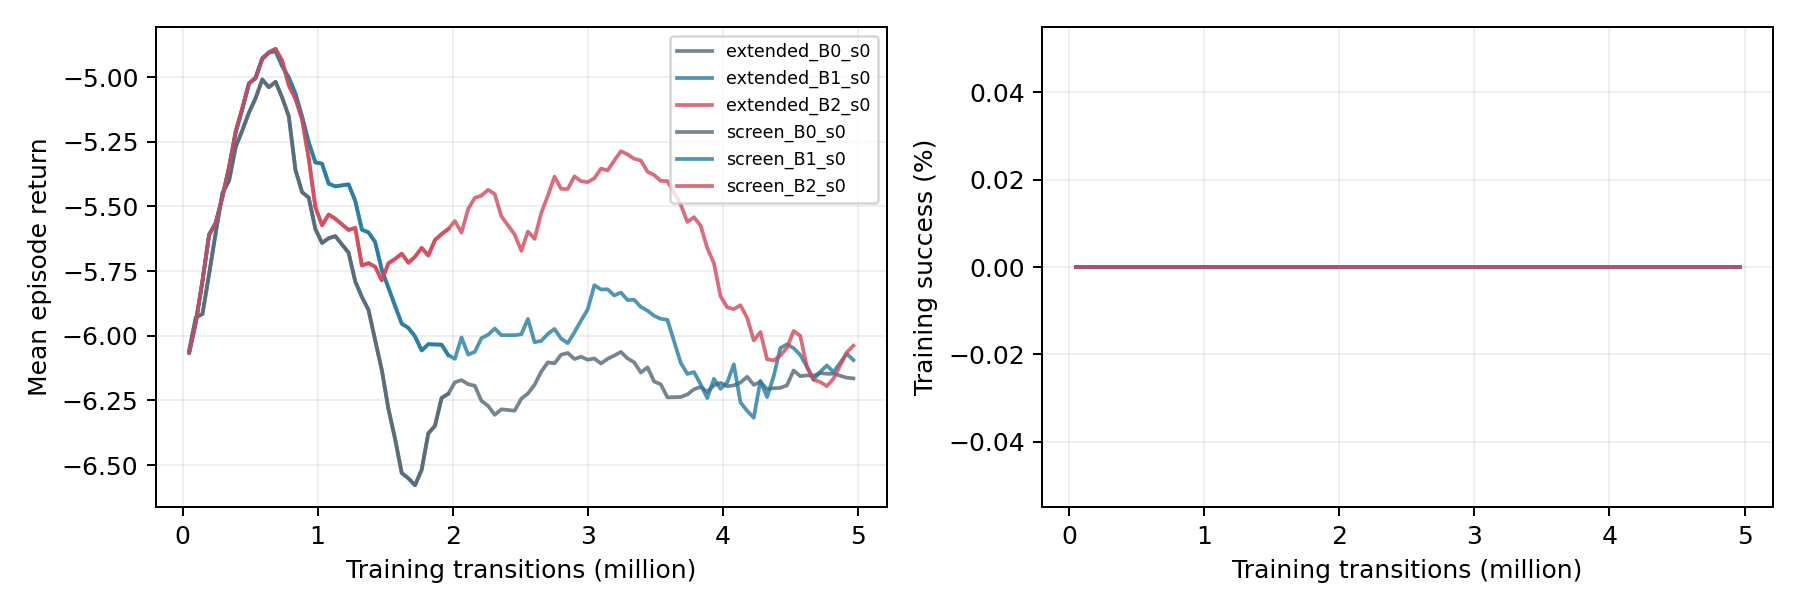 Mean episode return
−5.00
−5.25
−5.50
−5.75
−6.00
−6.25
−6.50
extended_B0_s0
extended_B1_s0
extended_B2_s0
screen_B0_s0
screen_B1_s0
screen_B2_s0
0 1 2 3 4 5
Training transitions (million)
Training success (%)
0.04
0.02
0.00
−0.02
−0.04
0 1 2 3 4 5
Training transitions (million)